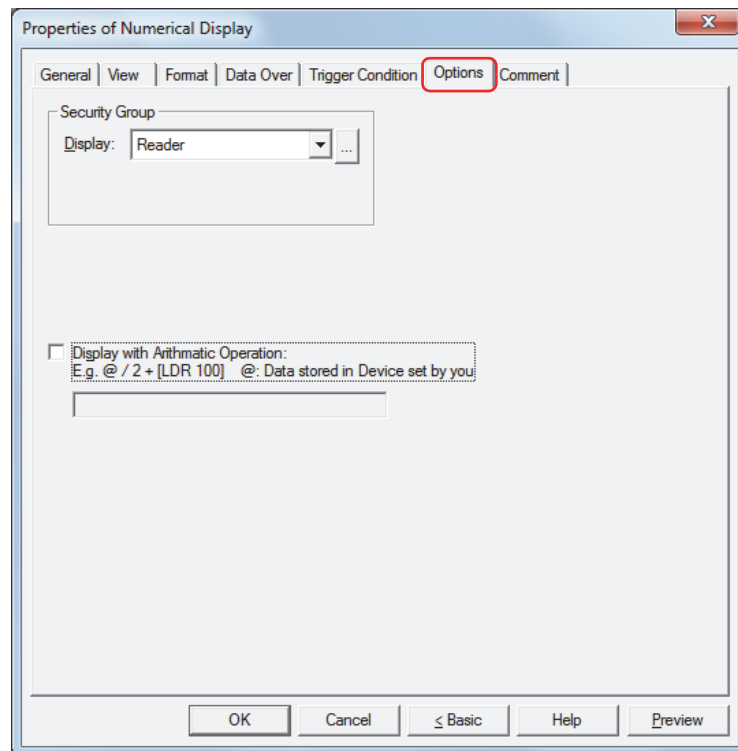 Properties of Numerical Display
General View Format Data Over Trigger Condition Options Comment
Security Group
Display: Reader ...
Display with Arithmatic Operation:
E.g. @ / 2 + [LDR 100] @: Data stored in Device set by you
OK Cancel < Basic Help Preview